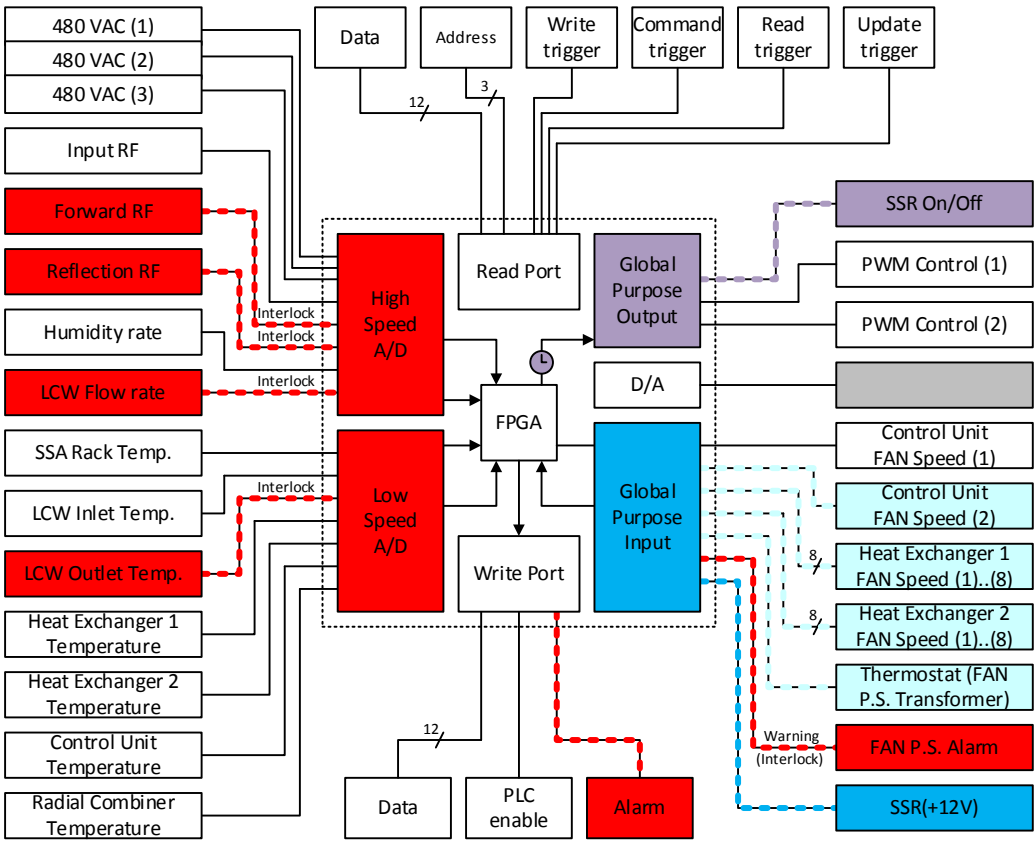 480 VAC (1)
480 VAC (2)
480 VAC (3)
Input RF
Forward RF
Reflection RF
Humidity rate
LCW Flow rate
SSA Rack Temp.
LCW Inlet Temp.
LCW Outlet Temp.
Heat Exchanger 1
Temperature
Heat Exchanger 2
Temperature
Control Unit
Temperature
Radial Combiner
Temperature
Data
Address
Write
trigger
Command
trigger
Read
trigger
Update
trigger
12
3
Interlock
Interlock
Interlock
Interlock
High
Speed
A/D
Low
Speed
A/D
Read Port
FPGA
Write Port
Global
Purpose
Output
D/A
Global
Purpose
Input
12
Data
PLC
enable
Alarm
SSR On/Off
PWM Control (1)
PWM Control (2)
Control Unit
FAN Speed (1)
Control Unit
FAN Speed (2)
8
Heat Exchanger 1
FAN Speed (1)..(8)
8
Heat Exchanger 2
FAN Speed (1)..(8)
Thermostat (FAN
P.S. Transformer)
Warning
(Interlock)
FAN P.S. Alarm
SSR(+12V)